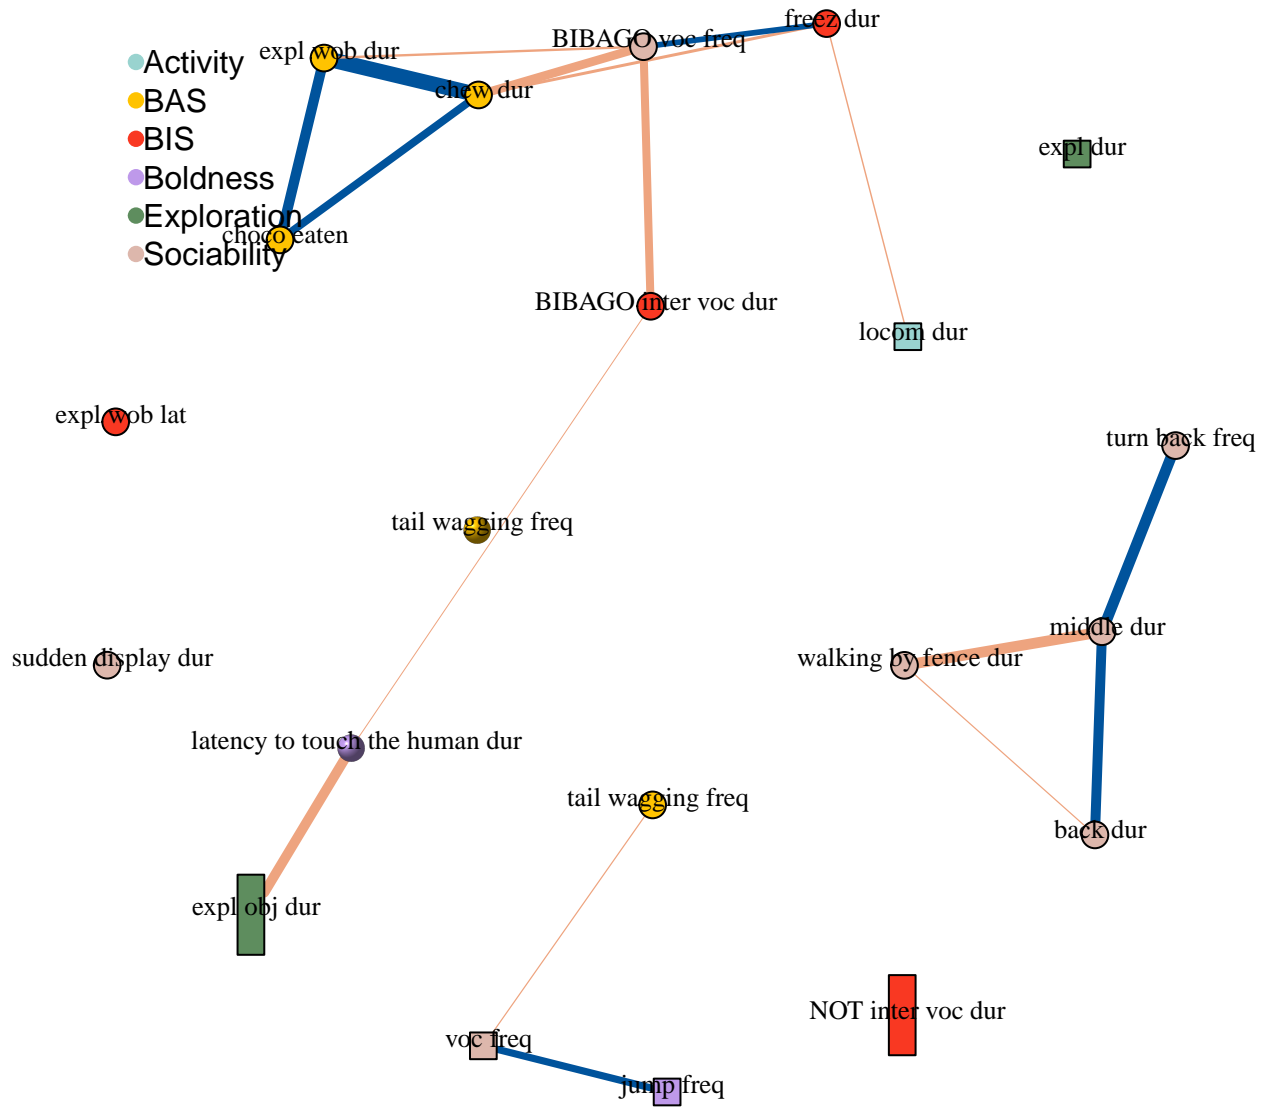 freez dur
BIBAGO voc freq
expl wob dur
Activity
chew dur
BAS
BIS
expl dur
Boldness
Exploration
choco eaten
Sociability
BIBAGO inter voc dur
locom dur
expl wob lat
turn back freq
tail wagging freq
middle dur
sudden display dur
walking by fence dur
latency to touch the human dur
tail wagging freq
back dur
expl obj dur
NOT inter voc dur
voc freq
jump freq